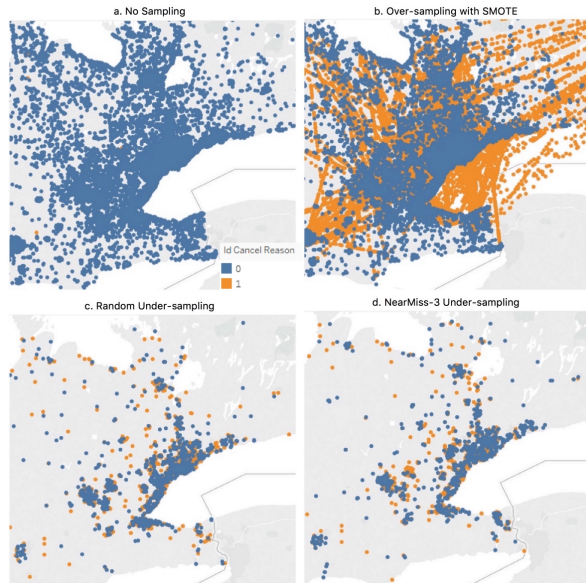 a. No Sampling
b. Over-sampling with SMOTE
Id Cancel Reason
0
1
c. Random Under-sampling
d. NearMiss-3 Under-sampling